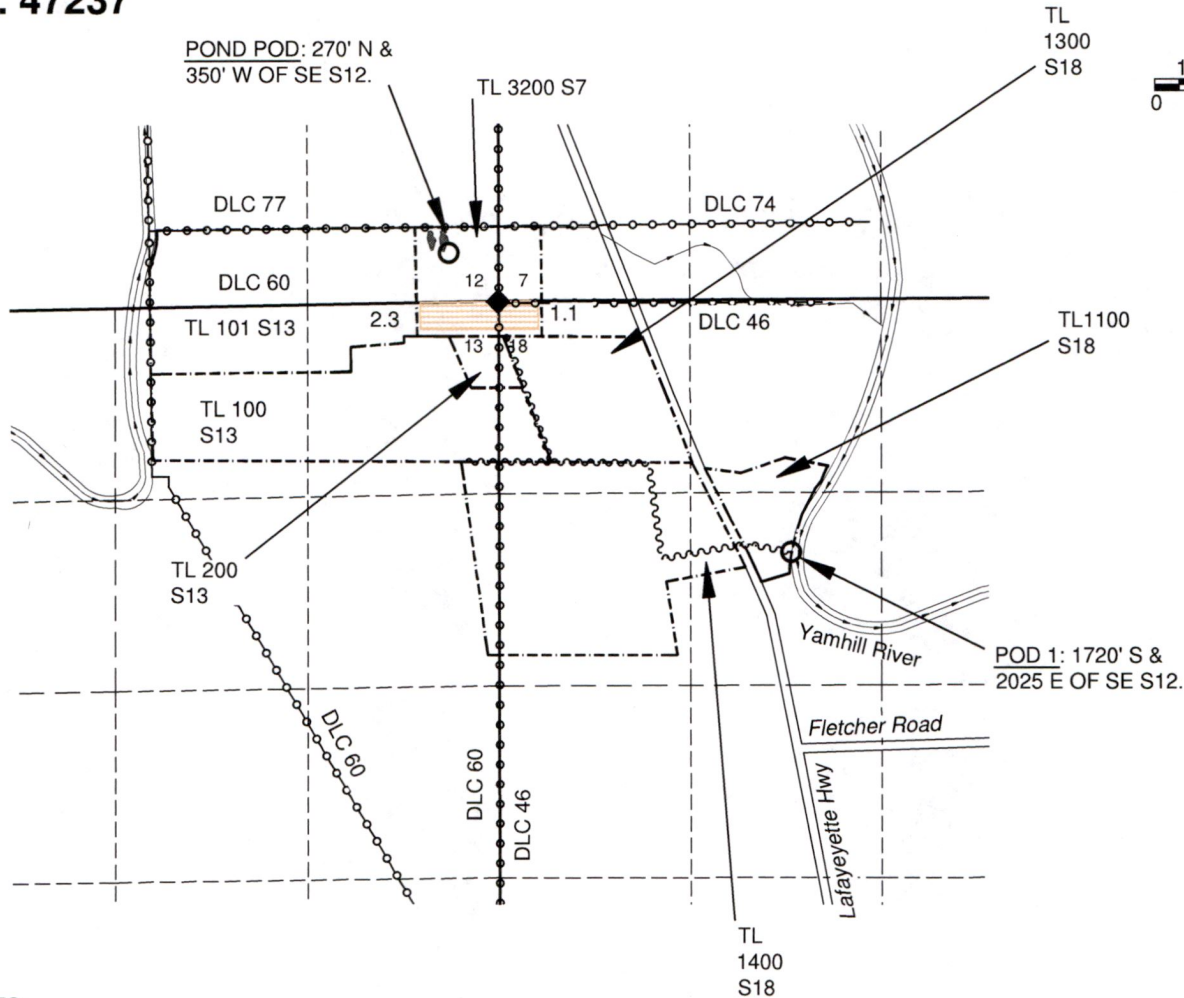 47237
TL
1300
S18
POND POD: 270' N &
350' W OF SE S12.
TL 3200 S7
1
0
DLC 77
DLC 74
DLC 60
12
7
TL 101 S13
2.3
1.1
DLC 46
TL1100
S18
13
18
TL 100
S13
TL 200
S13
Yamhill River
POD 1: 1720' S &
2025 E OF SE S12.
DLC 60
Fletcher Road
DLC 60
DLC 46
Lafayeyette Hwy
TL
1400
S18